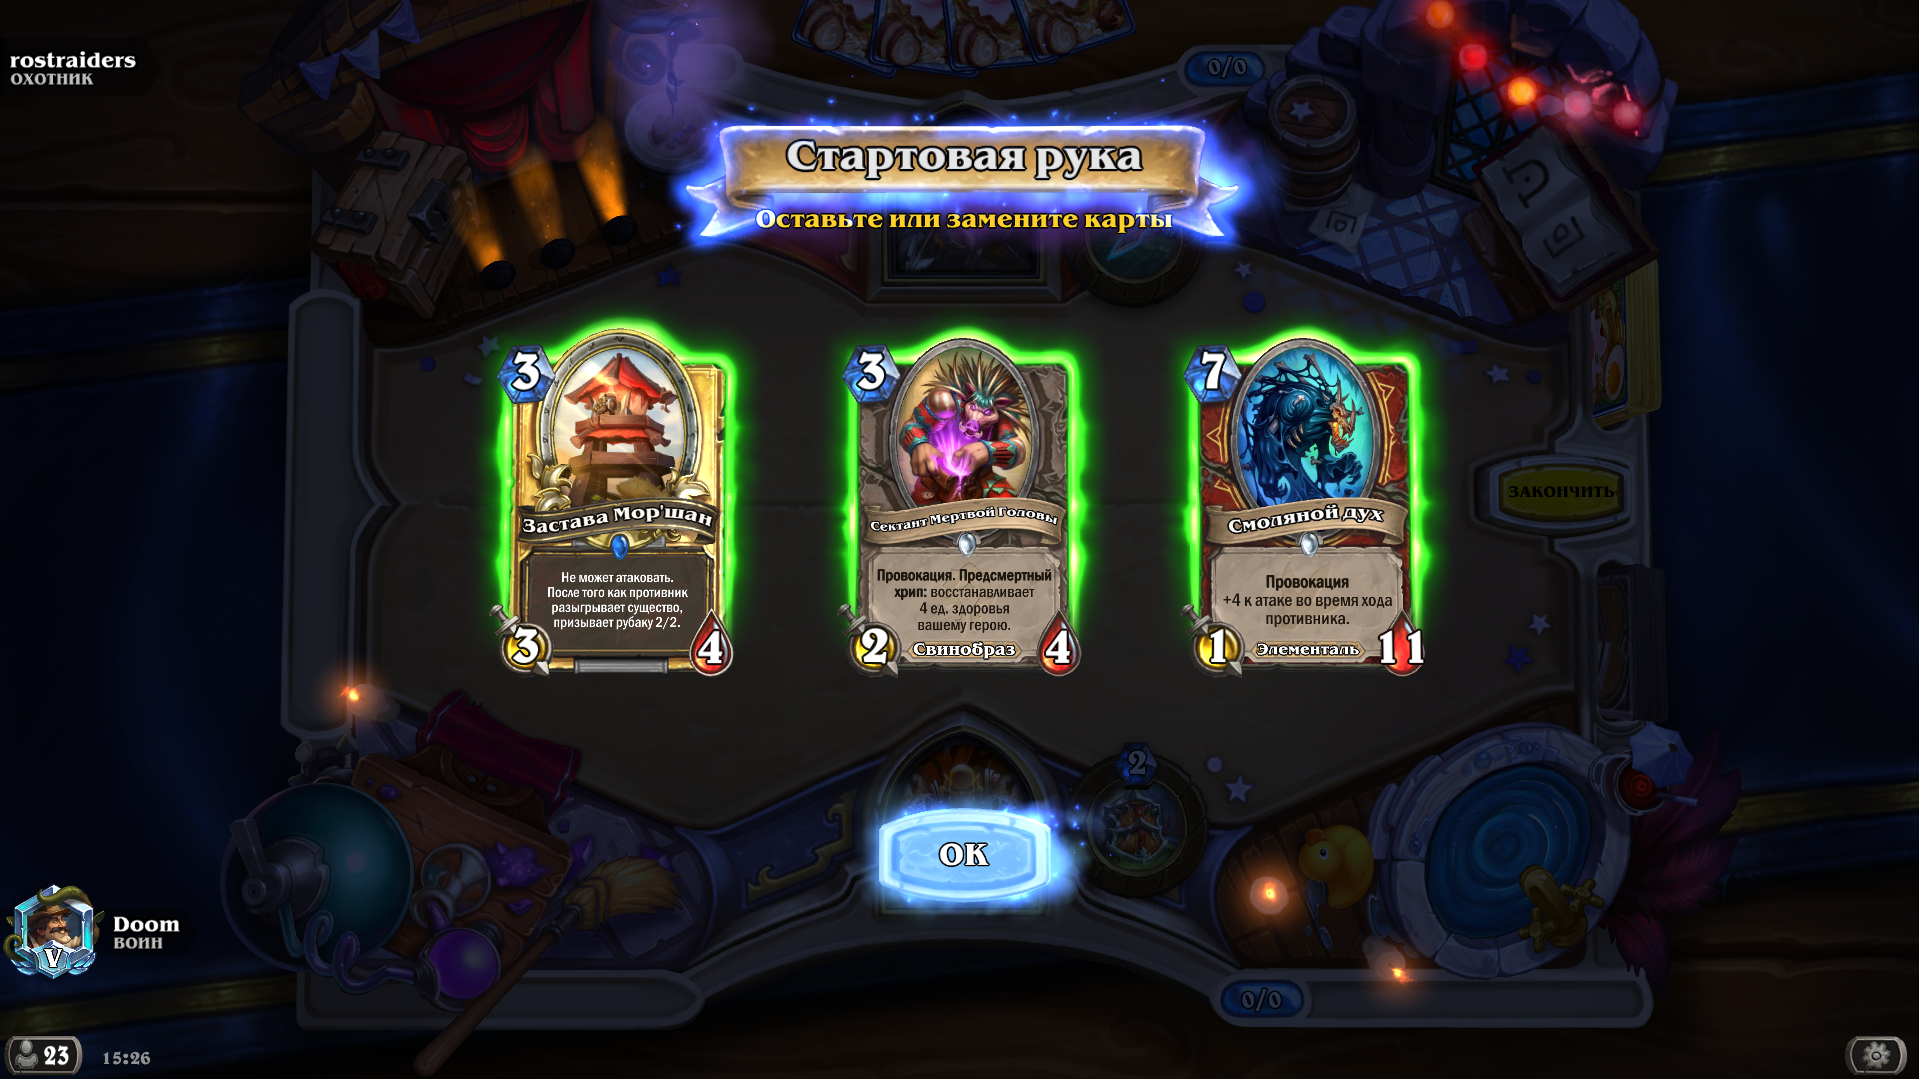 rostraiders
ОХОТНИК
0/0
Стартовая рука
Оставьте или замените карты
3
Застава Мор'шан
Не может атаковать.
После того как противник
разыгрывает существо,
призывает рубаку 2/2.
3
4
3
Сектант Мертвой Головы
Провокация. Предсмертный
хрип: восстанавливает
4 ед. здоровья
вашему герою.
2
Свинобраз
4
7
Смоляной дух
Провокация
+4 к атаке во время хода
противника.
1
Элементаль
11
ЗАКОНЧИТЬ
2
ОК
Doom
ВОИН
V
0/0
23
15:26